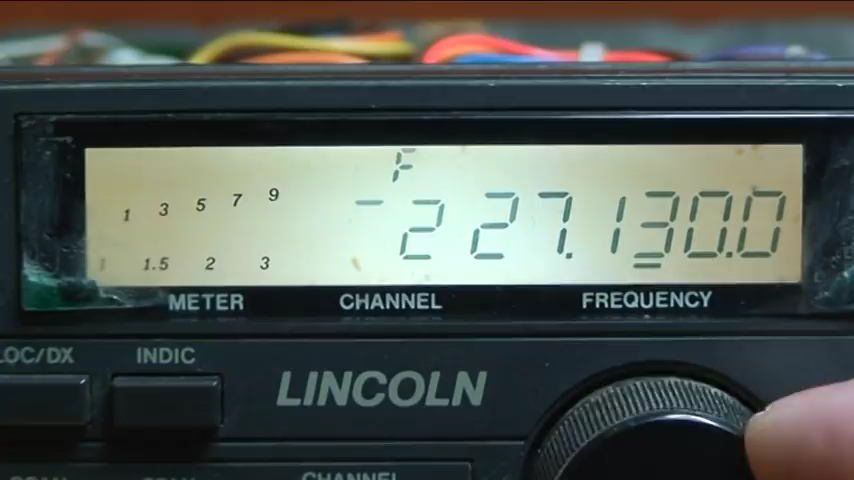 F
1 3 5 7 9
- 2 27.130.0
1 1.5 2 3
METER CHANNEL FREQUENCY
LOC/DX INDIC
LINCOLN
CHANNEL